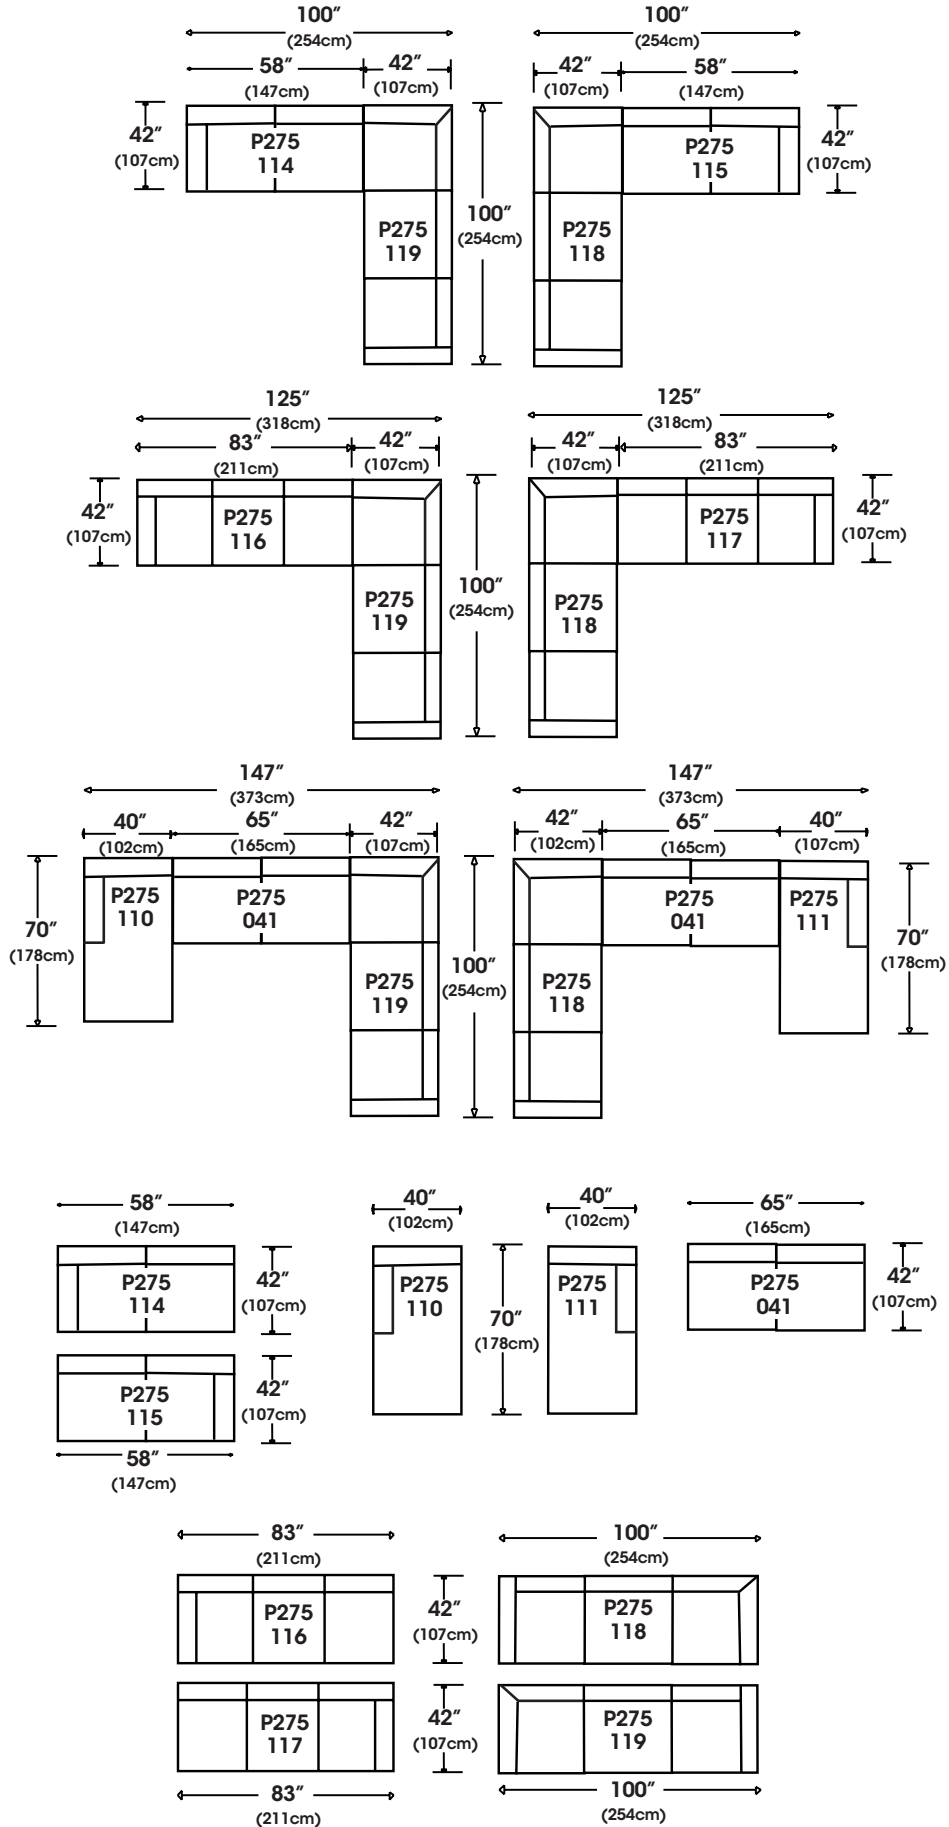 100″
(254cm)
58″
(147cm)
42″
(107cm)
42″
(107cm)
P275
114
P275
119
100″
(254cm)
100″
(254cm)
42″
(107cm)
58″
(147cm)
P275
115
42″
(107cm)
P275
118
125″
(318cm)
83″
(211cm)
42″
(107cm)
42″
(107cm)
P275
116
P275
119
100″
(254cm)
125″
(318cm)
42″
(107cm)
83″
(211cm)
P275
117
42″
(107cm)
P275
118
147″
(373cm)
40″
(102cm)
65″
(165cm)
42″
(107cm)
70″
(178cm)
P275
110
P275
041
P275
119
100″
(254cm)
147″
(373cm)
42″
(102cm)
65″
(165cm)
40″
(107cm)
P275
041
P275
111
70″
(178cm)
P275
118
58″
(147cm)
P275
114
42″
(107cm)
P275
115
42″
(107cm)
58″
(147cm)
40″
(102cm)
P275
110
70″
(178cm)
40″
(102cm)
P275
111
65″
(165cm)
P275
041
42″
(107cm)
83″
(211cm)
P275
116
42″
(107cm)
100″
(254cm)
P275
118
P275
117
42″
(107cm)
83″
(211cm)
P275
119
100″
(254cm)